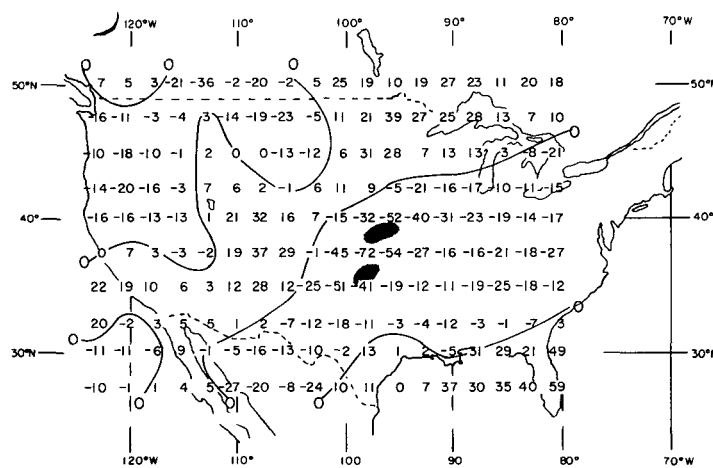 120°W 110° 100° 90° 80° 70°W
0 0 0
50°N 7 5 3 -21 -36 -2 -20 -2 5 25 19 10 19 27 23 11 20 18 50°N
-16 -11 -3 -4 3 -14 -19 -23 -5 11 21 39 27 25 28 13 7 10 0
-10 -18 -10 -1 2 0 0 -13 -12 6 31 28 7 13 13 3 -8 -21
-14 -20 -16 -3 7 6 2 -1 6 11 9 -5 -21 -16 -17 -10 -11 -15
40° -16 -16 -13 -13 1 21 32 16 7 -15 -32 -52 -40 -31 -23 -19 -14 -17 40°N
0 0 7 3 -3 -2 19 37 29 -1 -45 -72 -54 -27 -16 -16 -21 -18 -27
22 19 10 6 3 12 28 12 -25 -51 -41 -19 -12 -11 -19 -25 -18 -12
0
20 -2 3 5 5 1 2 -7 -12 -18 -11 -3 -4 -12 -3 -1 -7 3
0
30°N -11 -11 -6 9 -1 -5 -16 -13 -10 -2 13 1 2 -5 31 29 21 49 30°N
-10 -1 1 4 5 -27 -20 -8 -24 10 11 0 7 37 30 35 40 59
0 0 0
120°W 110° 100 90° 80° 70°W